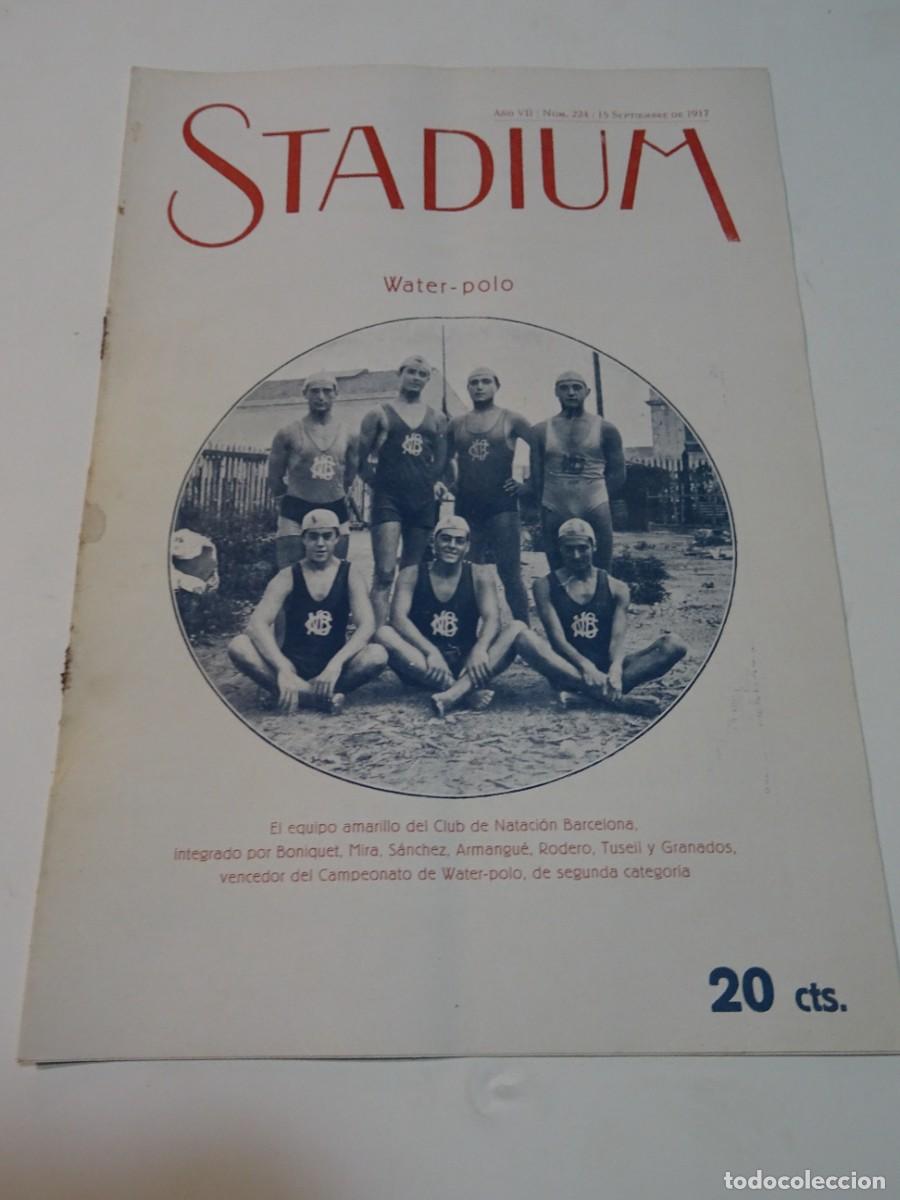 AÑO VII | NÚM. 224 | 15 SEPTIEMBRE DE 1917
STADIUM
Water-polo
El equipo amarillo del Club de Natación Barcelona,
integrado por Boniquet, Mira, Sánchez, Armangué, Rodero, Tusell y Granados,
vencedor del Campeonato de Water-polo, de segunda categoría
20 cts.
todocoleccion